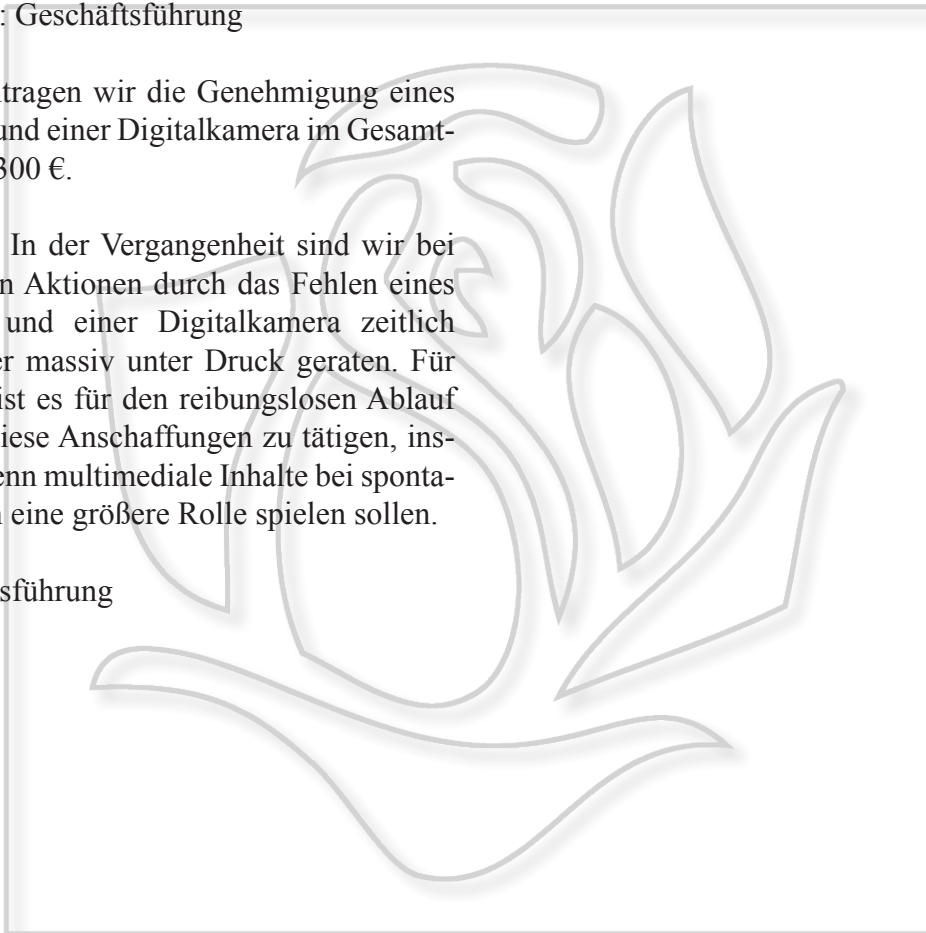 : Geschäftsführung
tragen wir die Genehmigung eines
und einer Digitalkamera im Gesamt-
300 €.
In der Vergangenheit sind wir bei
n Aktionen durch das Fehlen eines
und einer Digitalkamera zeitlich
er massiv unter Druck geraten. Für
ist es für den reibungslosen Ablauf
iese Anschaffungen zu tätigen, ins-
enn multimediale Inhalte bei sponta-
n eine größere Rolle spielen sollen.
sführung